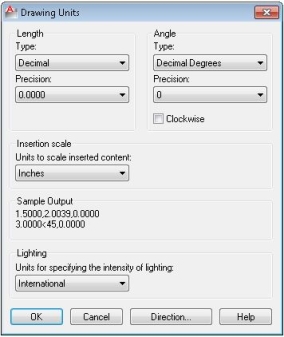 Drawing Units
Length
Type:
Decimal
Precision:
0.0000
Angle
Type:
Decimal Degrees
Precision:
0
Clockwise
Insertion scale
Units to scale inserted content:
Inches
Sample Output
1.5000,2.0039,0.0000
3.0000<45,0.0000
Lighting
Units for specifying the intensity of lighting:
International
OK Cancel Direction... Help